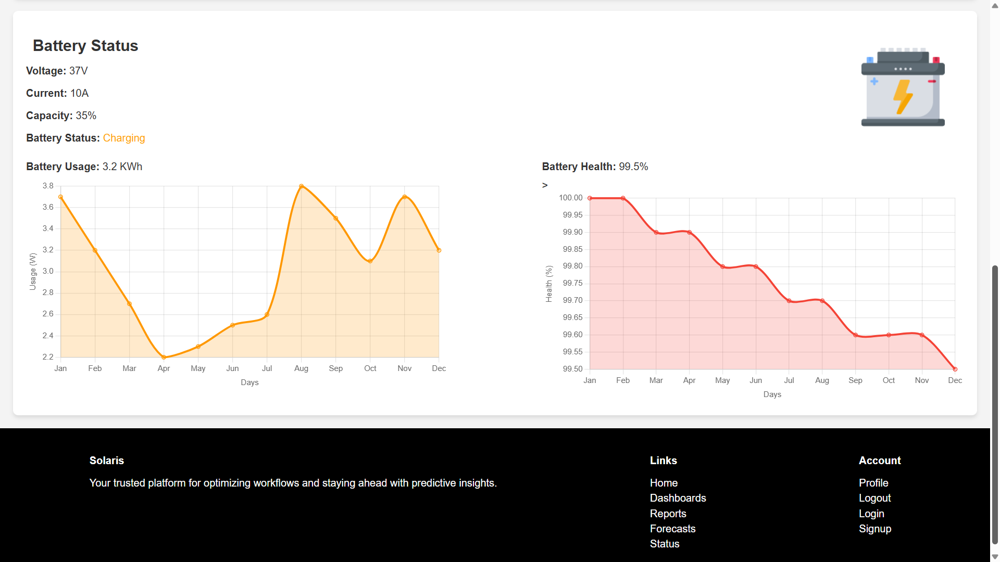 Battery Status
Voltage: 37V
Current: 10A
Capacity: 35%
Battery Status: Charging
Battery Usage: 3.2 KWh
3.8
3.6
3.4
3.2
3.0
2.8
2.6
2.4
2.2
Usage (W)
Jan Feb Mar Apr May Jun Jul Aug Sep Oct Nov Dec
Days
Battery Health: 99.5%
>
100.00
99.95
99.90
99.85
99.80
99.75
99.70
99.65
99.60
99.55
99.50
Health (%)
Jan Feb Mar Apr May Jun Jul Aug Sep Oct Nov Dec
Days
Solaris
Your trusted platform for optimizing workflows and staying ahead with predictive insights.
Links
Home
Dashboards
Reports
Forecasts
Status
Account
Profile
Logout
Login
Signup